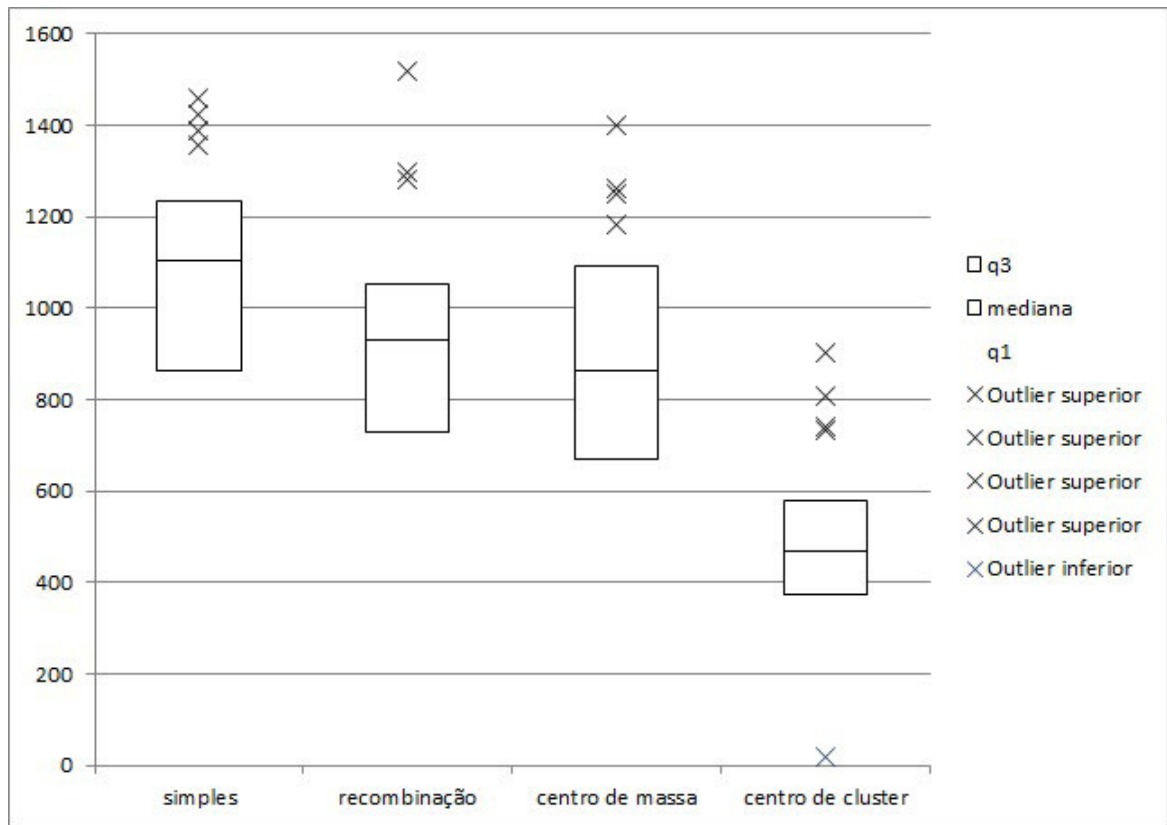 1600
1400
1200
1000
800
600
400
200
0
simples
recombinação
centro de massa
centro de cluster
q3
mediana
q1
Outlier superior
Outlier superior
Outlier superior
Outlier superior
Outlier inferior